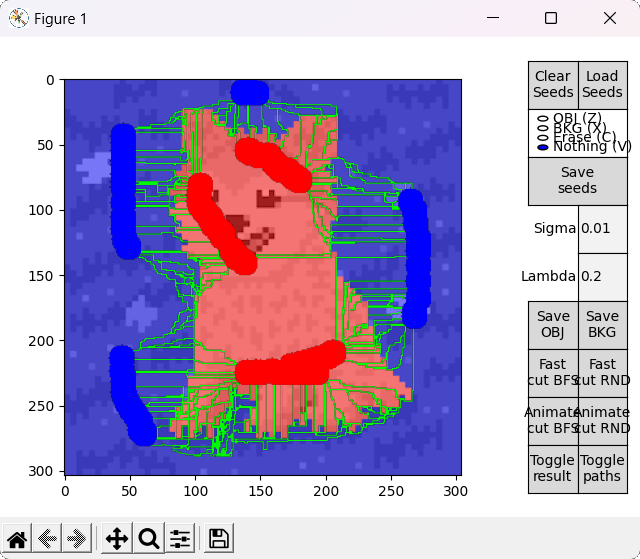 Figure 1
Clear Load
Seeds Seeds
OBJ (Z)
BKG (X)
Erase (C)
Nothing (V)
Save
seeds
Sigma 0.01
Lambda 0.2
Save Save
OBJ BKG
Fast Fast
cut BFS cut RND
Animate Animate
cut BFS cut RND
Toggle Toggle
result paths
0
50
100
150
200
250
300
0 50 100 150 200 250 300